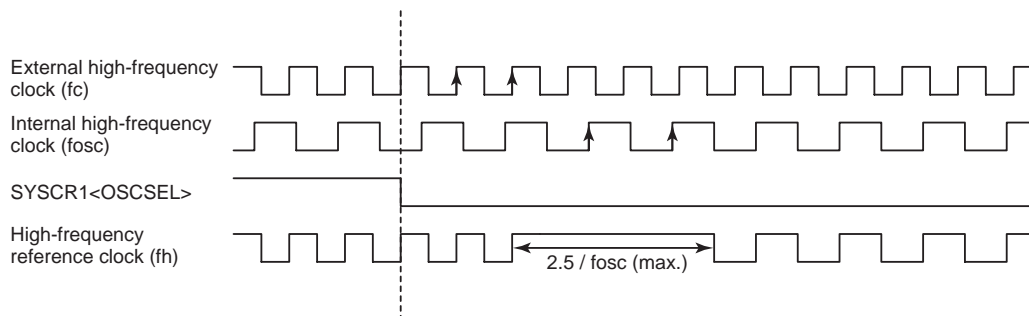 External high-frequency
clock (fc)
Internal high-frequency
clock (fosc)
SYSCR1<OSCSEL>
High-frequency
reference clock (fh)
2.5 / fosc (max.)